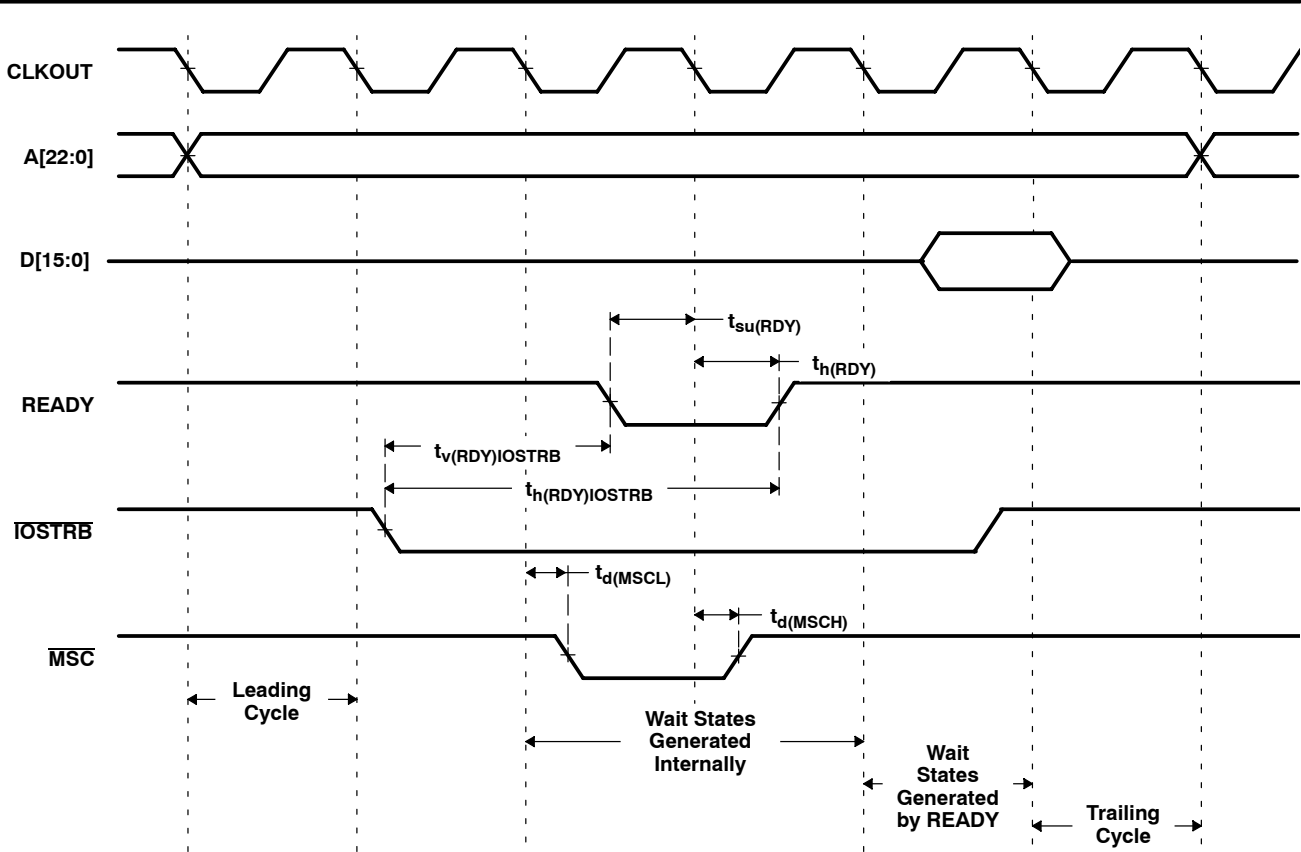 CLKOUT
A[22:0]
D[15:0]
tsu(RDY)
th(RDY)
READY
tv(RDY)IOSTRB
th(RDY)IOSTRB
IOSTRB
td(MSCL)
td(MSCH)
MSC
Leading
Cycle
Wait States
Generated
Internally
Wait
States
Generated
by READY
Trailing
Cycle